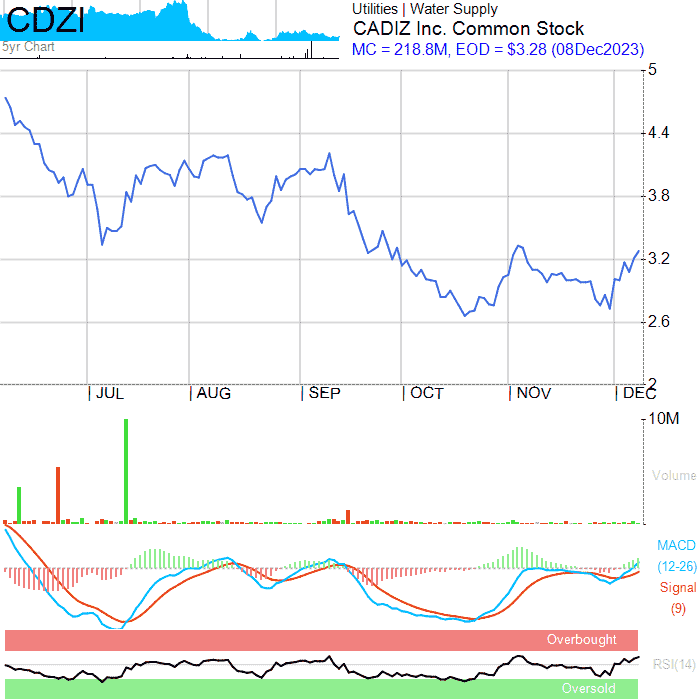 CDZI
Utilities | Water Supply
CADIZ Inc. Common Stock
5yr Chart
MC = 218.8M, EOD = $3.28 (08Dec2023)
5
4.4
3.8
3.2
2.6
2
JUL AUG SEP OCT NOV DEC
10M
Volume
MACD
(12-26)
Signal
(9)
Overbought
RSI(14)
Oversold